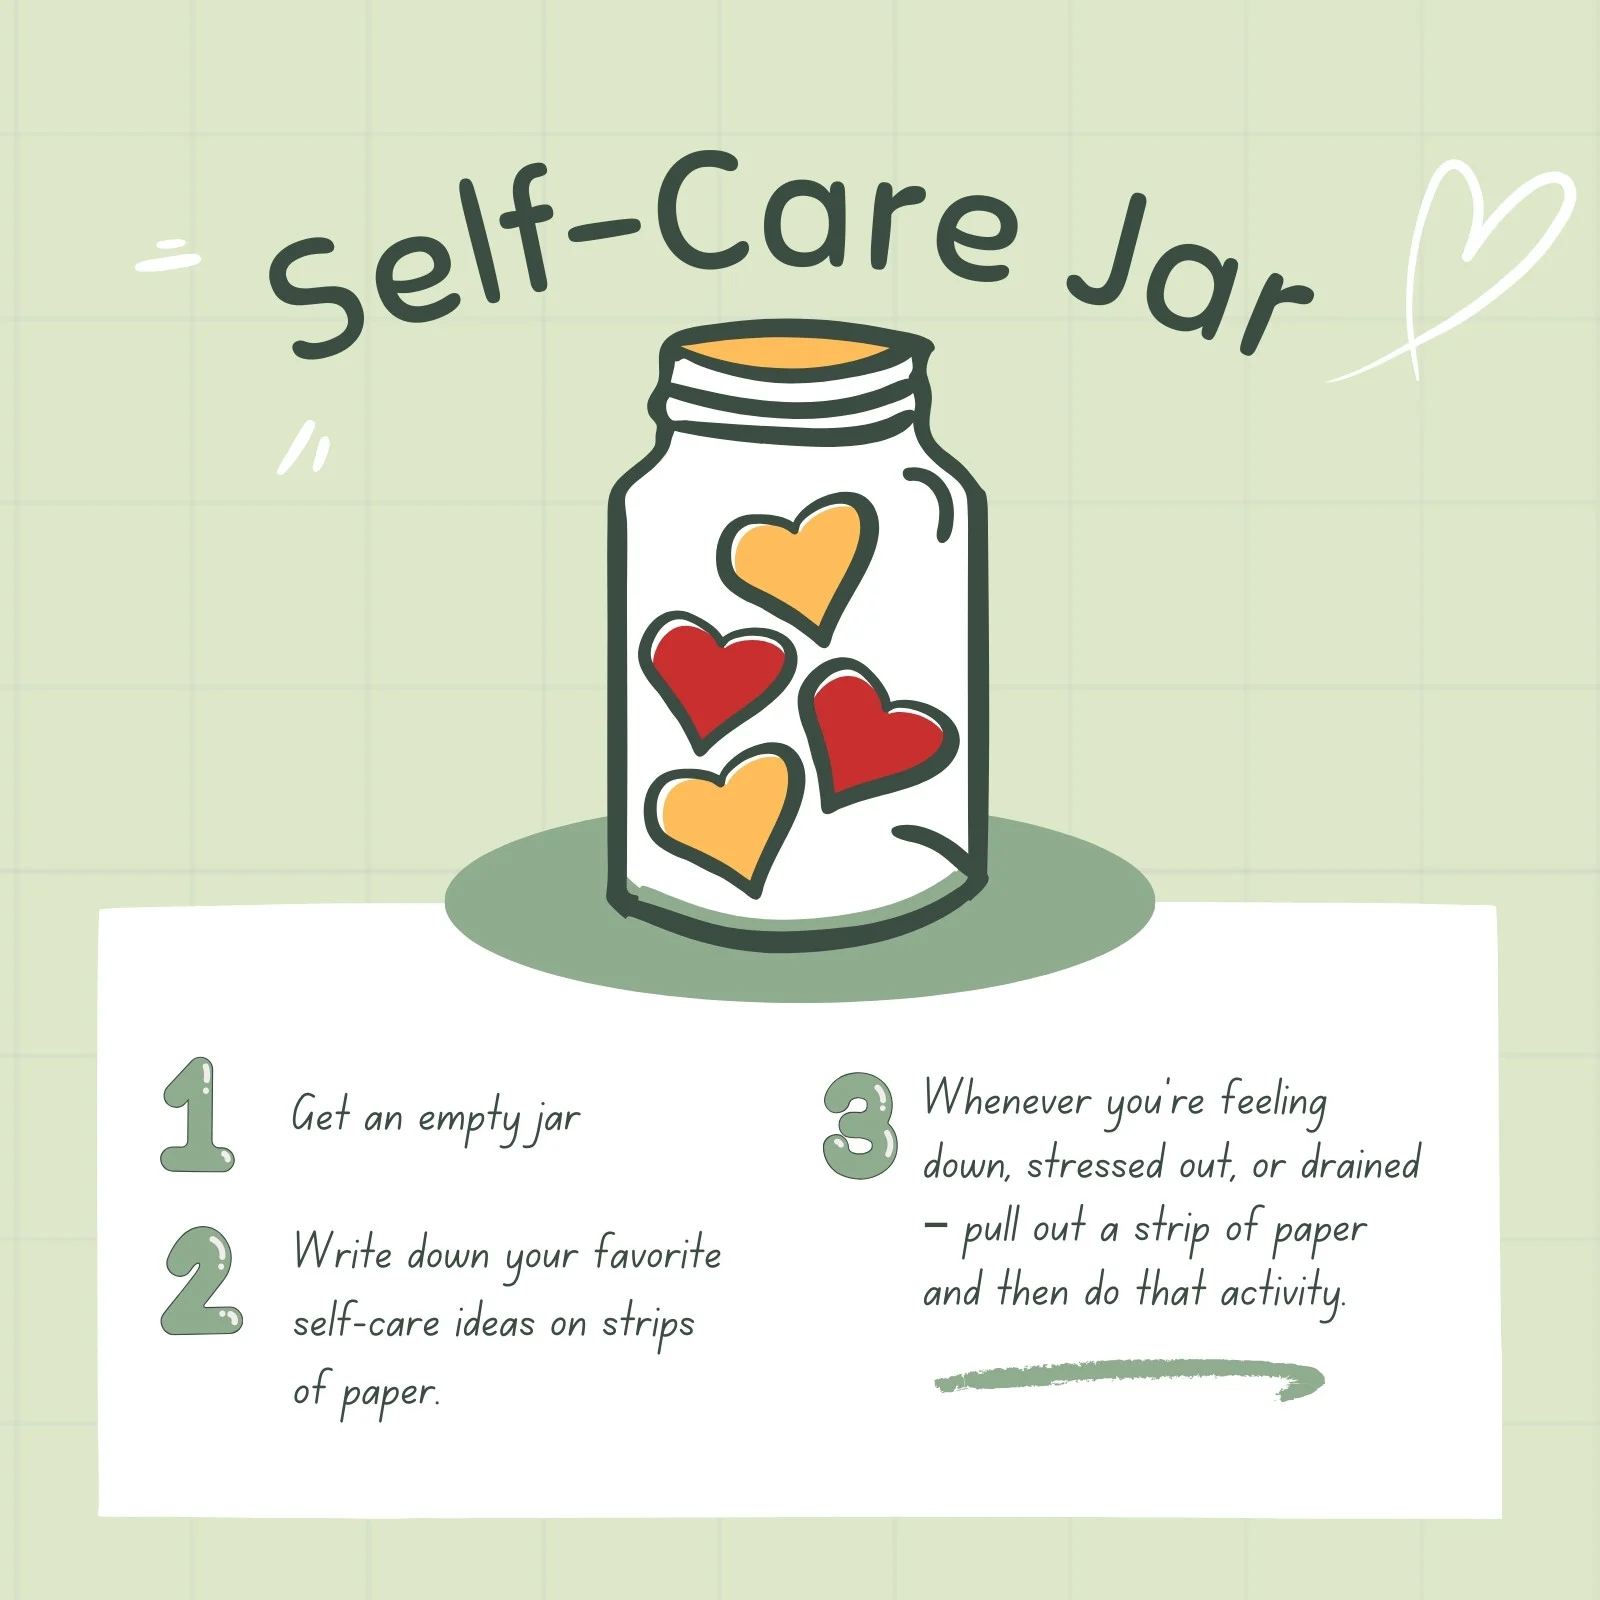 Self-Care Jar
1
Get an empty jar
2
Write down your favorite
self-care ideas on strips
of paper.
3
Whenever you're feeling
down, stressed out, or drained
– pull out a strip of paper
and then do that activity.